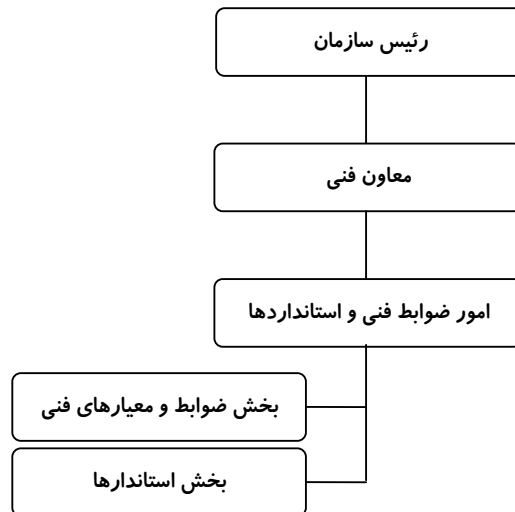 رئیس سازمان
معاون فنی
امور ضوابط فنی و استانداردها
بخش ضوابط و معیارهای فنی
بخش استاندارها